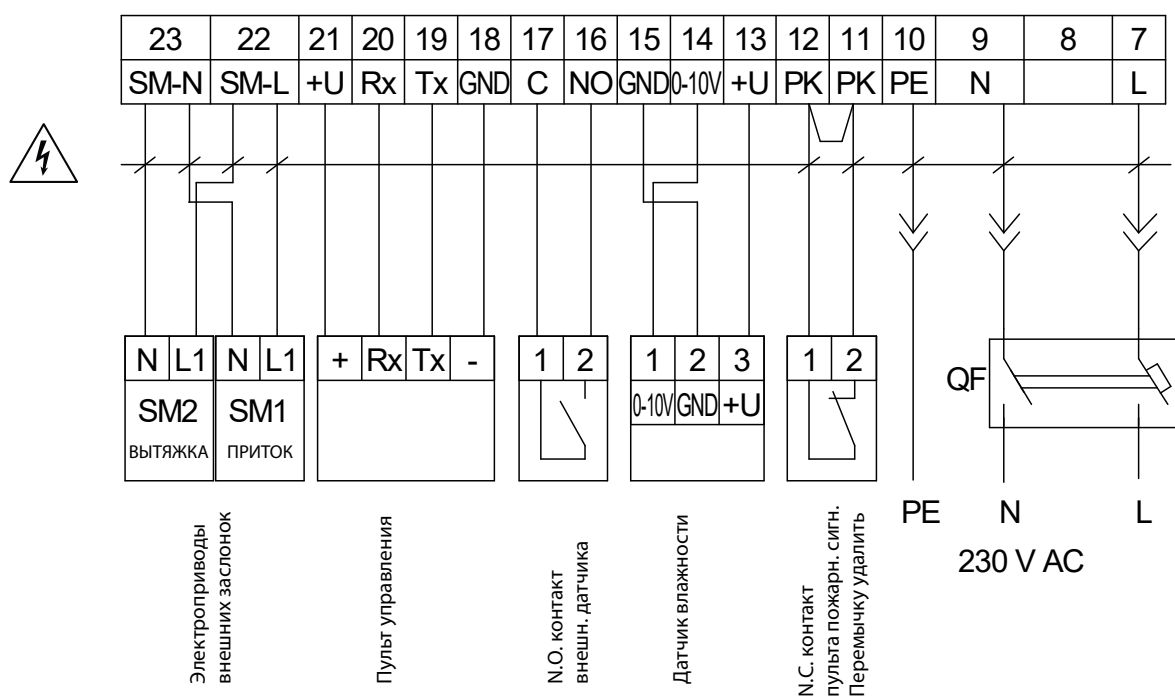 23 22 21 20 19 18 17 16 15 14 13 12 11 10 9 8 7
SM-N SM-L +U Rx Tx GND C NO GND 0-10V +U PK PK PE N L
N L1 N L1 + Rx Tx - 1 2 1 2 3 1 2
SM2 SM1 0-10V GND +U QF
ВЫТЯЖКА ПРИТОК
PE N L
230 V AC
Электроприводы
внешних заслонок
Пульт управления
N.O. контакт
внешн. датчика
Датчик влажности
N.C. контакт
пульта пожарн. сигн.
Перемычку удалить